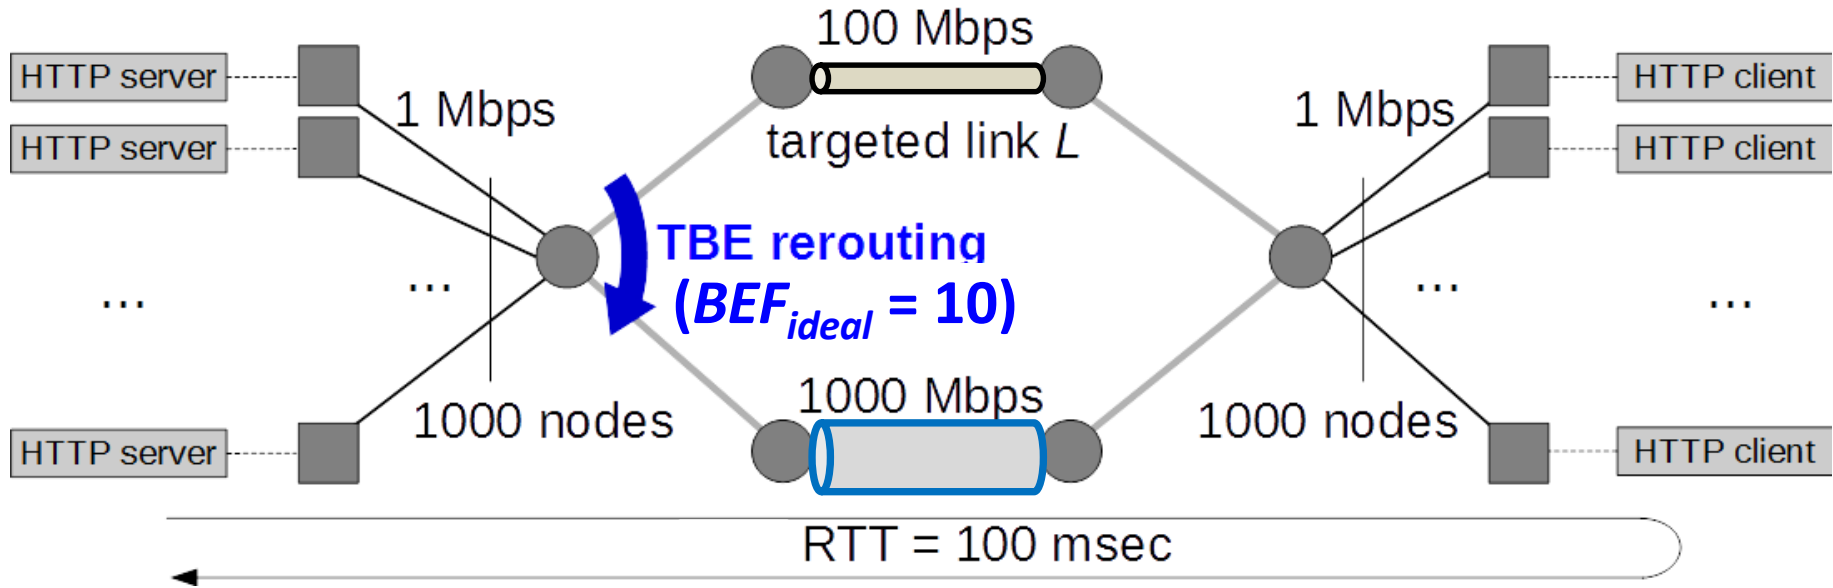 100 Mbps
HTTP server
HTTP client
1 Mbps
1 Mbps
HTTP server
targeted link L
HTTP client
TBE rerouting
(BEFideal = 10)
...
...
...
...
1000 Mbps
1000 nodes
1000 nodes
HTTP server
HTTP client
RTT = 100 msec